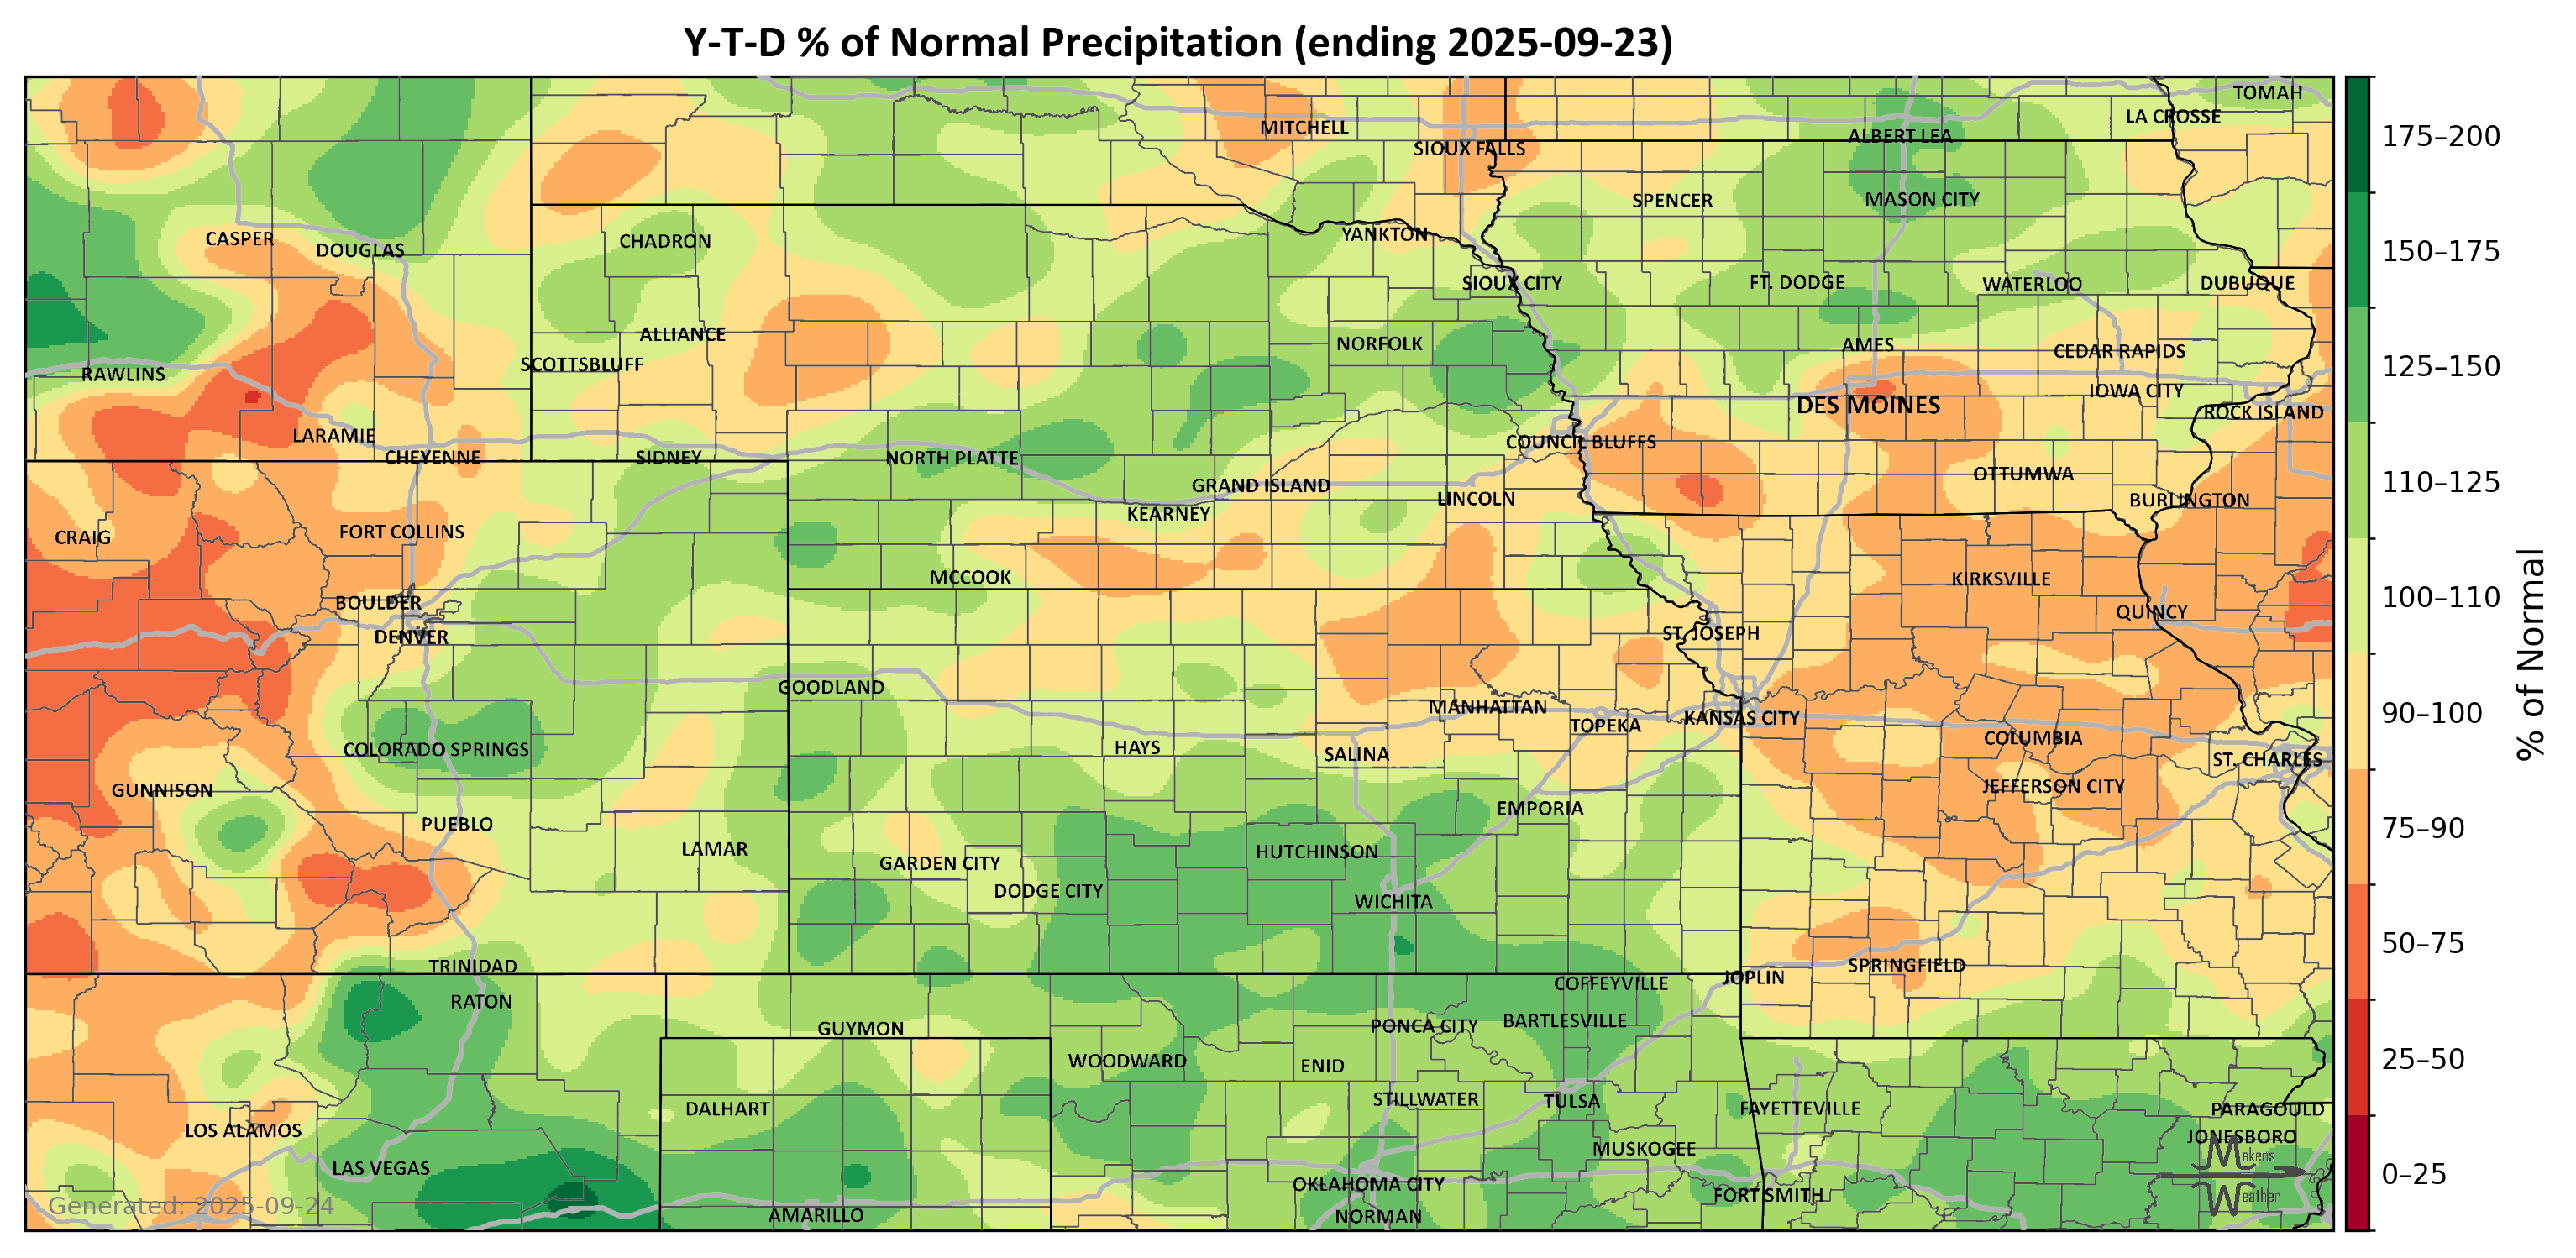 Y-T-D % of Normal Precipitation (ending 2025-09-23)
TOMAH
LA CROSSE
MITCHELL
ALBERT LEA
SIOUX FALLS
SPENCER
MASON CITY
YANKTON
CASPER
CHADRON
DOUGLAS
SIOUX CITY
FT. DODGE
WATERLOO
DUBUQUE
ALLIANCE
NORFOLK
AMES
CEDAR RAPIDS
SCOTTSBLUFF
RAWLINS
IOWA CITY
DES MOINES
ROCK ISLAND
LARAMIE
COUNCIL BLUFFS
CHEYENNE
SIDNEY
NORTH PLATTE
OTTUMWA
GRAND ISLAND
LINCOLN
BURLINGTON
KEARNEY
FORT COLLINS
CRAIG
MCCOOK
KIRKSVILLE
BOULDER
QUINCY
DENVER
ST. JOSEPH
GOODLAND
MANHATTAN
KANSAS CITY
TOPEKA
COLUMBIA
COLORADO SPRINGS
HAYS
SALINA
ST. CHARLES
GUNNISON
JEFFERSON CITY
EMPORIA
PUEBLO
LAMAR
HUTCHINSON
GARDEN CITY
DODGE CITY
WICHITA
TRINIDAD
SPRINGFIELD
JOPLIN
COFFEYVILLE
RATON
GUYMON
PONCA CITY
BARTLESVILLE
WOODWARD
ENID
STILLWATER
TULSA
DALHART
FAYETTEVILLE
PARAGOULD
LOS ALAMOS
JONESBORO
MUSKOGEE
LAS VEGAS
OKLAHOMA CITY
FORT SMITH
AMARILLO
NORMAN
Makens
Weather
Generated: 2025-09-24
175–200
150–175
125–150
110–125
100–110
90–100
75–90
50–75
25–50
0–25
% of Normal